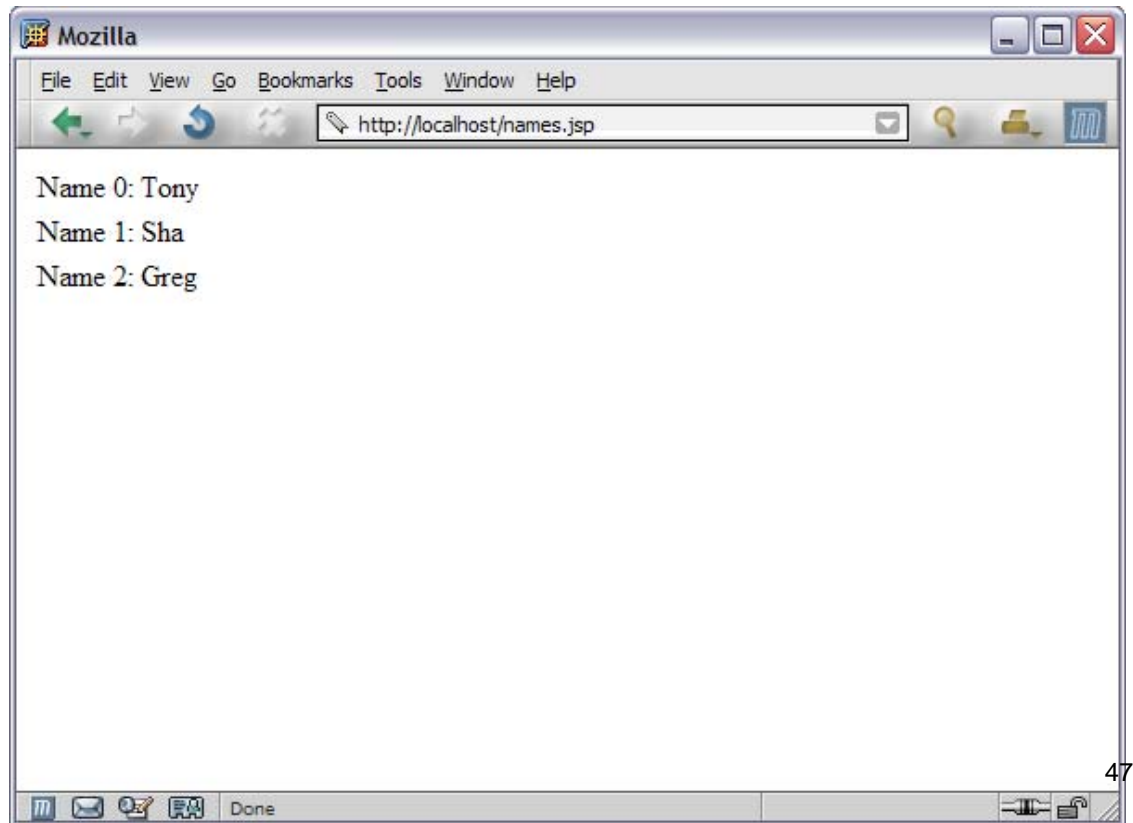 Mozilla
File Edit View Go Bookmarks Tools Window Help
http://localhost/names.jsp
Name 0: Tony
Name 1: Sha
Name 2: Greg
47
Done